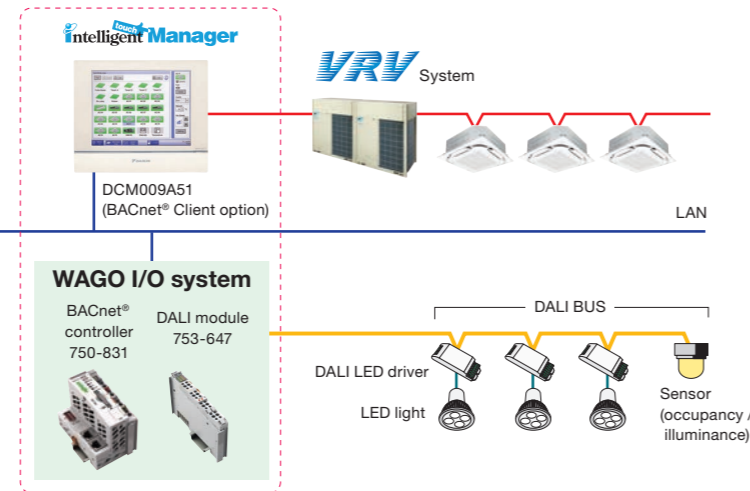 intelligent touch Manager
VRV System
DCM009A51
(BACnet® Client option)
LAN
WAGO I/O system
BACnet®
controller
750-831
DALI module
753-647
DALI BUS
DALI LED driver
LED light
Sensor
(occupancy /
illuminance)